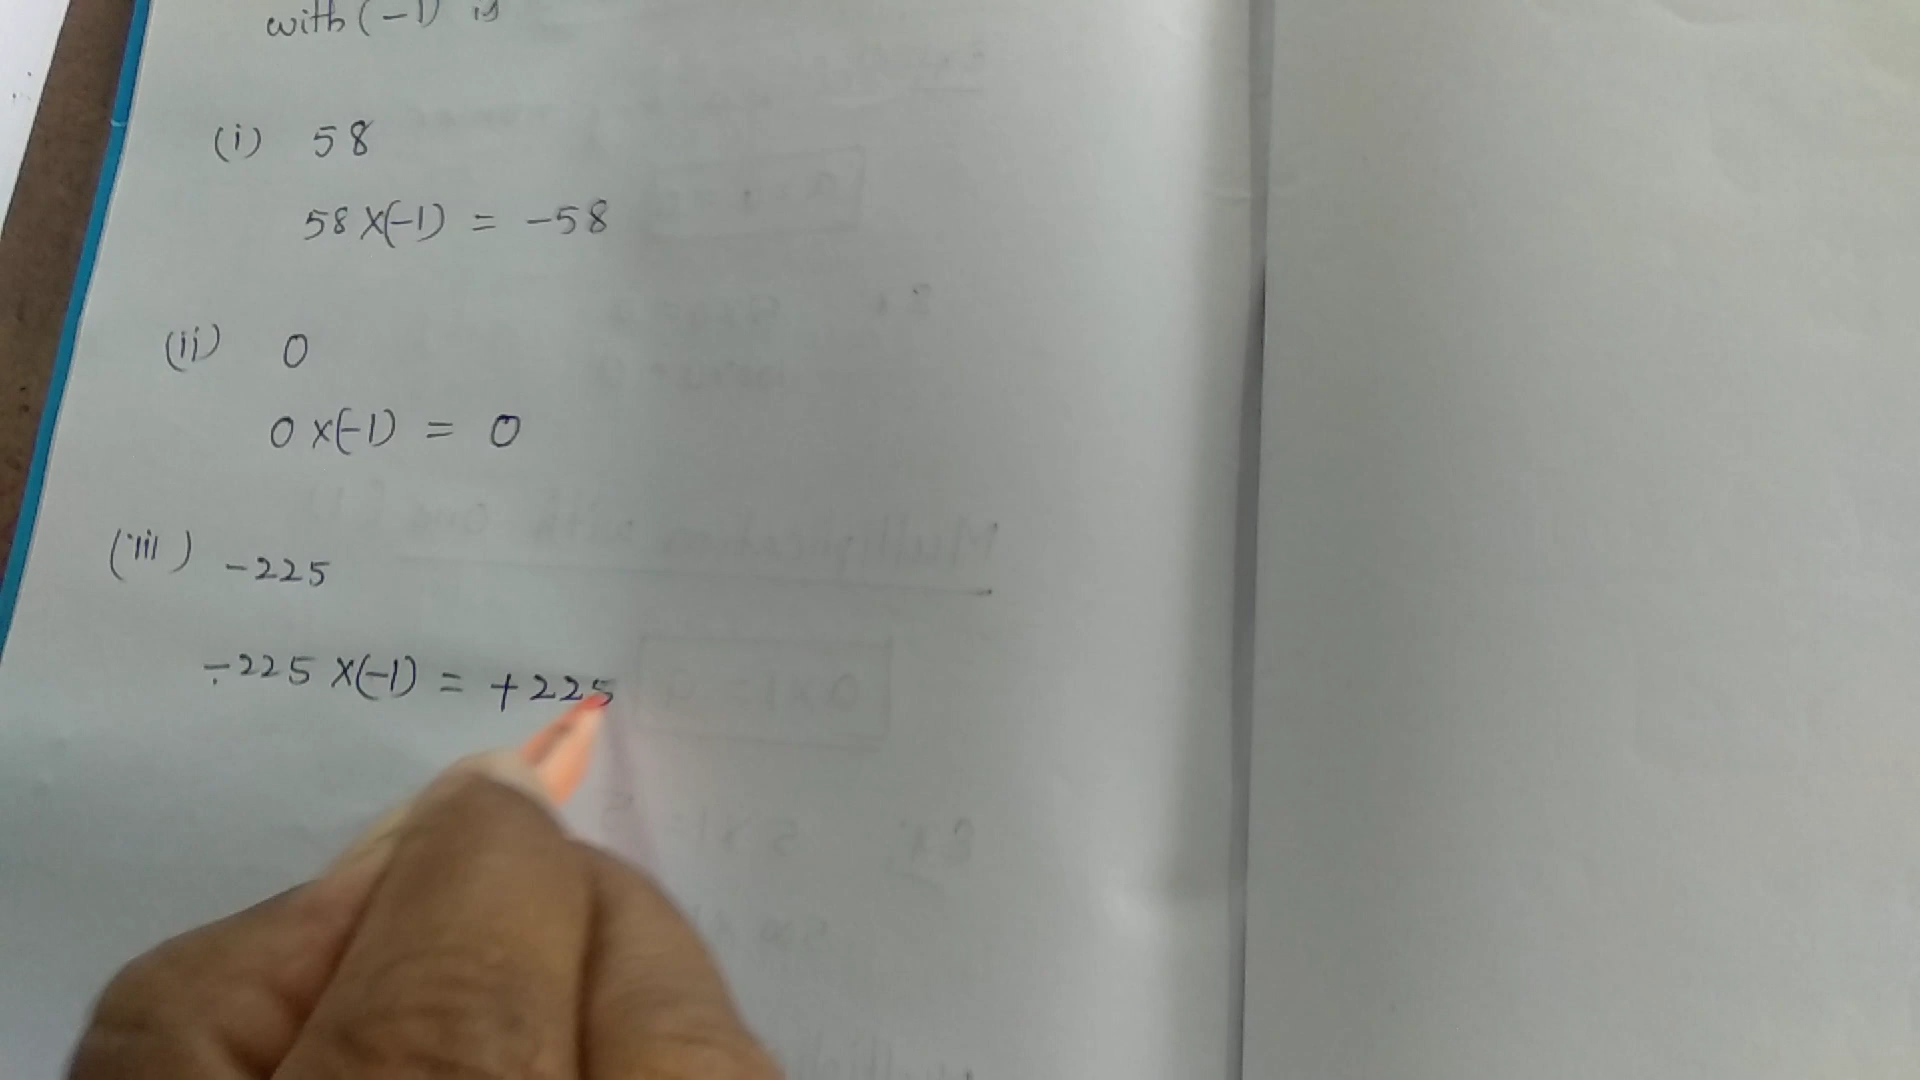 with (-1) is
(i) 58
58 X(-1) = -58
(ii) 0
0 x(-1) = 0
(iii) -225
-225 X(-1) = +225